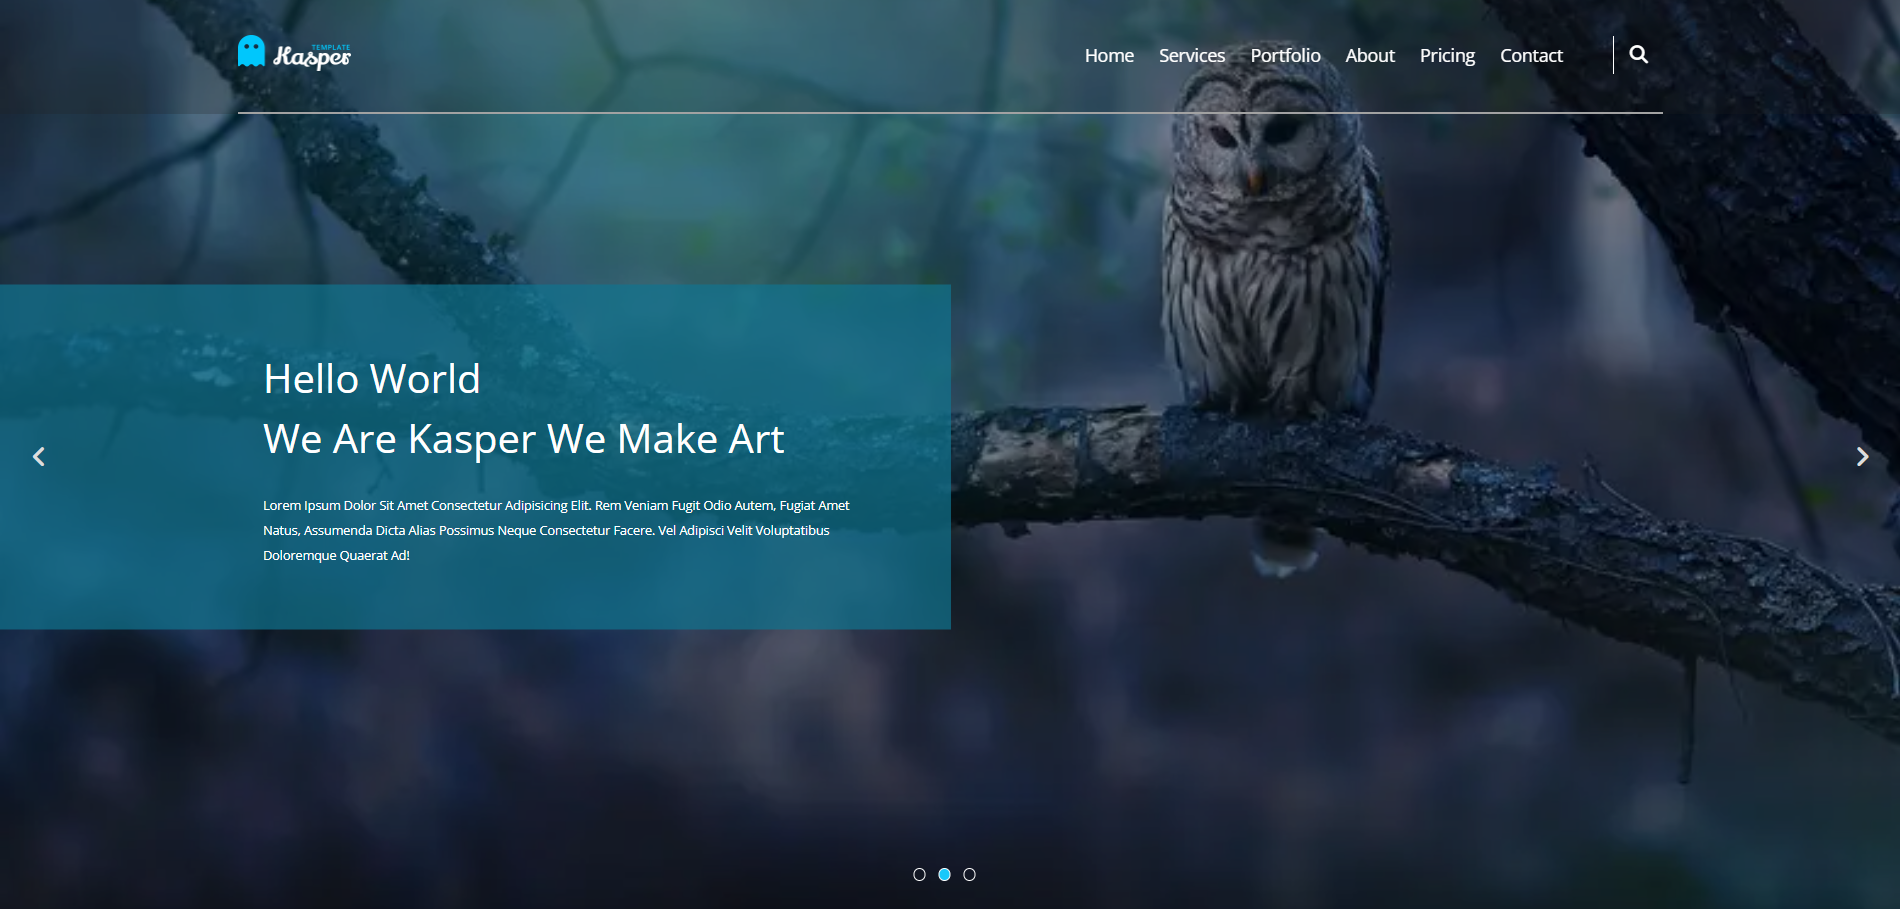 TEMPLATE
Kasper
Home Services Portfolio About Pricing Contact
Hello World
We Are Kasper We Make Art
Lorem Ipsum Dolor Sit Amet Consectetur Adipisicing Elit. Rem Veniam Fugit Odio Autem, Fugiat Amet
Natus, Assumenda Dicta Alias Possimus Neque Consectetur Facere. Vel Adipisci Velit Voluptatibus
Doloremque Quaerat Ad!